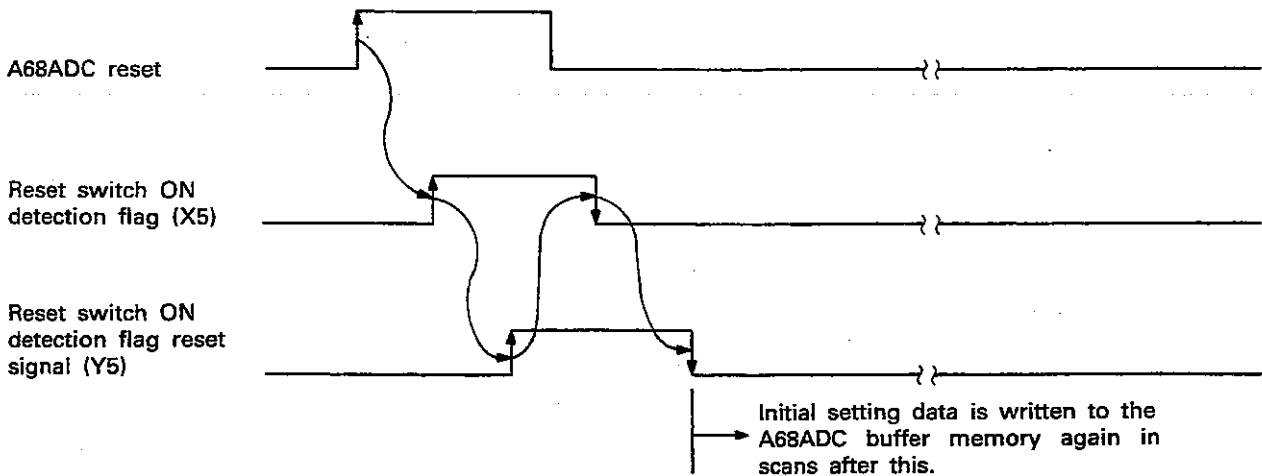 A68ADC reset
Reset switch ON
detection flag (X5)
Reset switch ON
detection flag reset
signal (Y5)
Initial setting data is written to the
A68ADC buffer memory again in
scans after this.